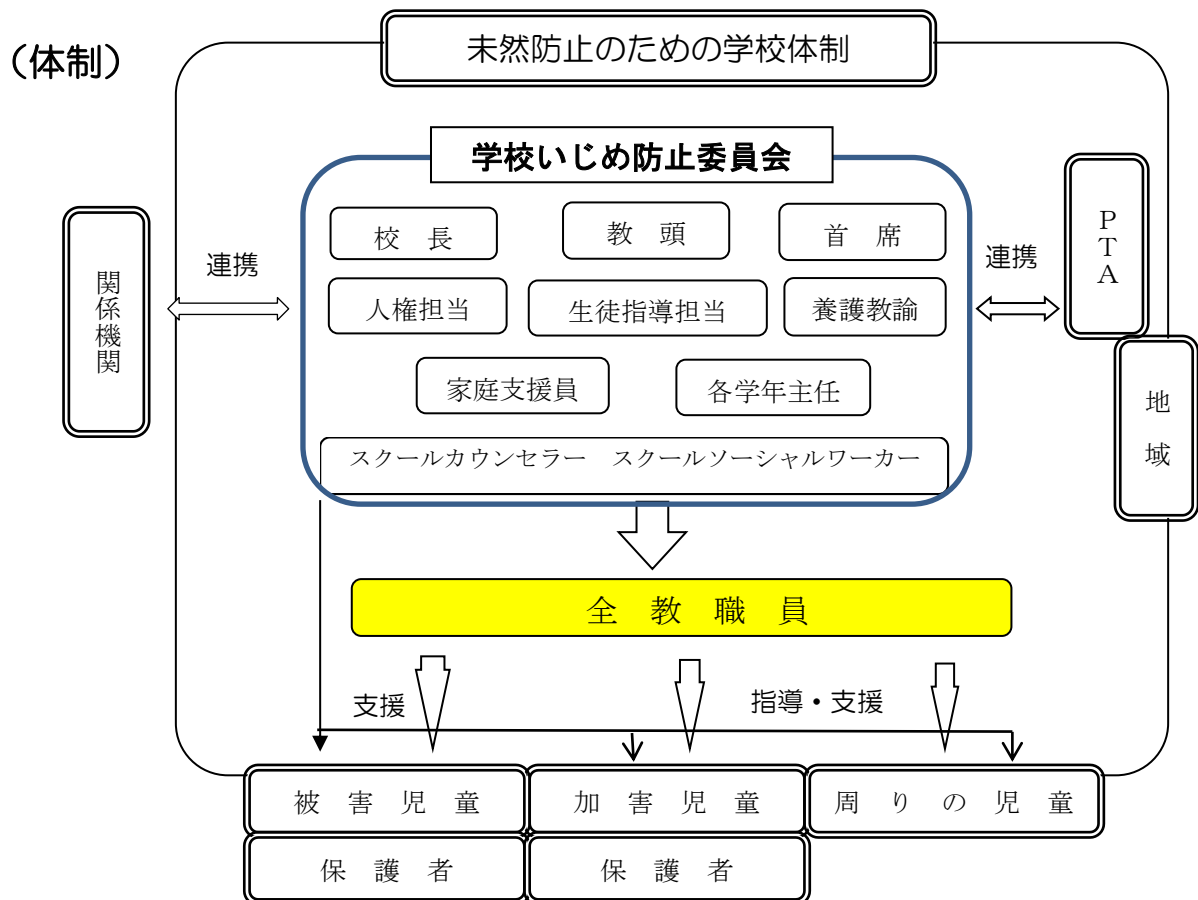 (体制)
未然防止のための学校体制
学校いじめ防止委員会
校 長
教 頭
首 席
人権担当
生徒指導担当
養護教諭
家庭支援員
各学年主任
スクールカウンセラー スクールソーシャルワーカー
連携
関係機関
連携
PTA
地域
全教職員
支援
指導・支援
被害児童
加害児童
周りの児童
保護者
保護者